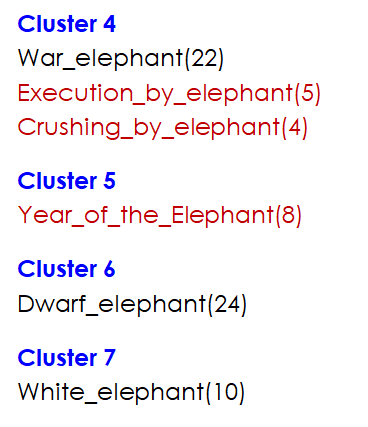 Cluster 4
War_elephant(22)
Execution_by_elephant(5)
Crushing_by_elephant(4)
Cluster 5
Year_of_the_Elephant(8)
Cluster 6
Dwarf_elephant(24)
Cluster 7
White_elephant(10)